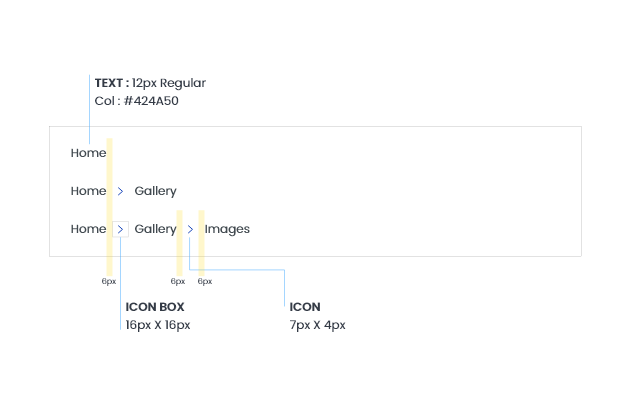 TEXT : 12px Regular
Col : #424A50
Home
Home > Gallery
Home > Gallery > Images
6px 6px 6px
ICON BOX
16px X 16px
ICON
7px X 4px